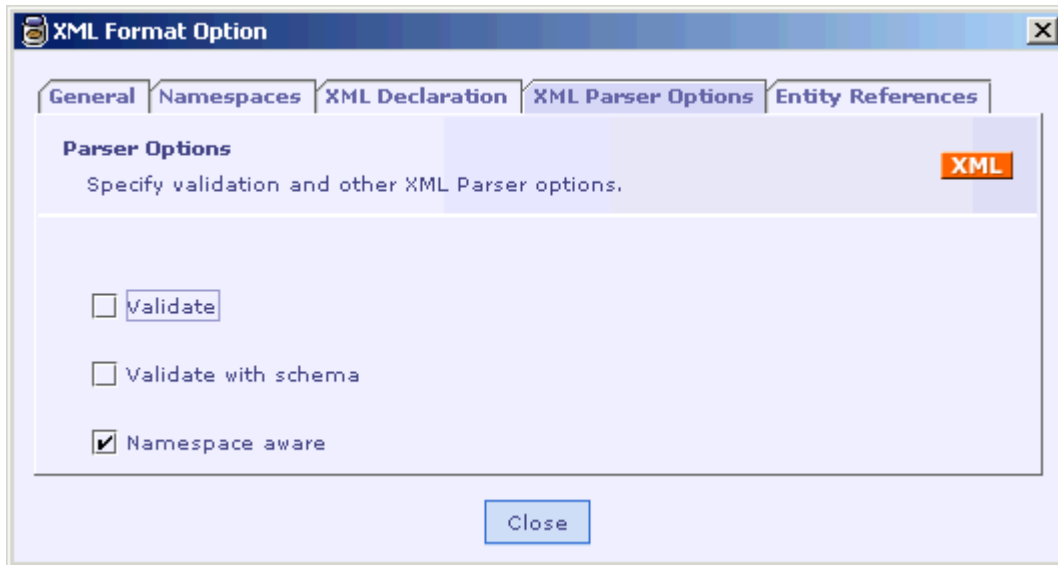 XML Format Option
General Namespaces XML Declaration XML Parser Options Entity References
Parser Options
Specify validation and other XML Parser options.
XML
Validate
Validate with schema
Namespace aware
Close